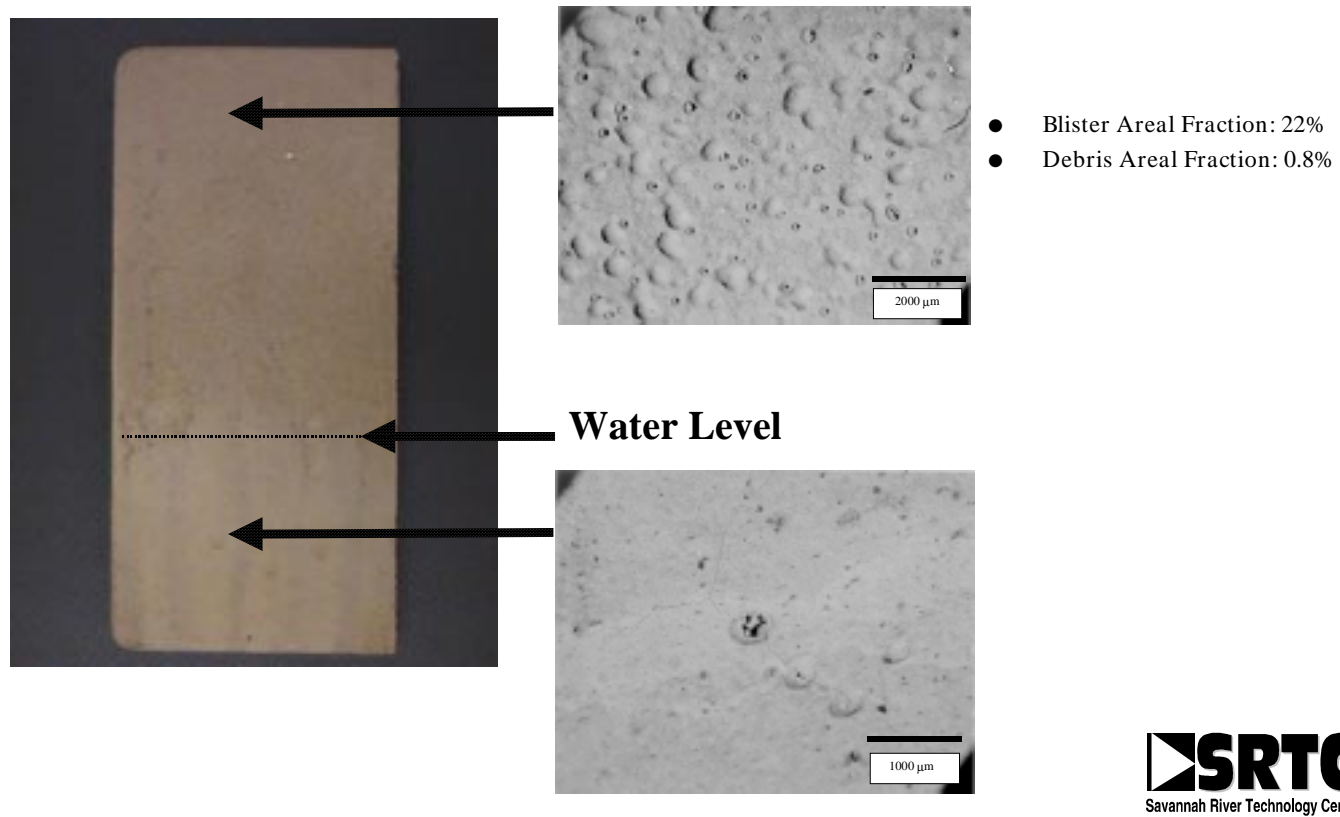 ● Blister Areal Fraction: 22%
● Debris Areal Fraction: 0.8%
2000 µm
Water Level
1000 µm
SRTC
Savannah River Technology Cen